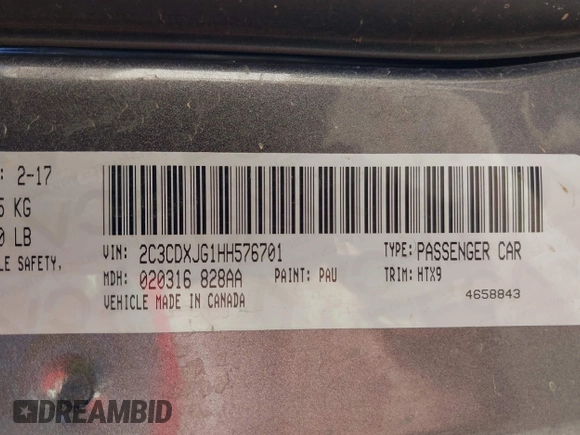 : 2-17
5 KG
0 LB
LE SAFETY,
VIN: 2C3CDXJG1HH576701
TYPE: PASSENGER CAR
MDH: 020316 828AA
PAINT: PAU
TRIM: HTX9
VEHICLE MADE IN CANADA
4658843
DREAMBID